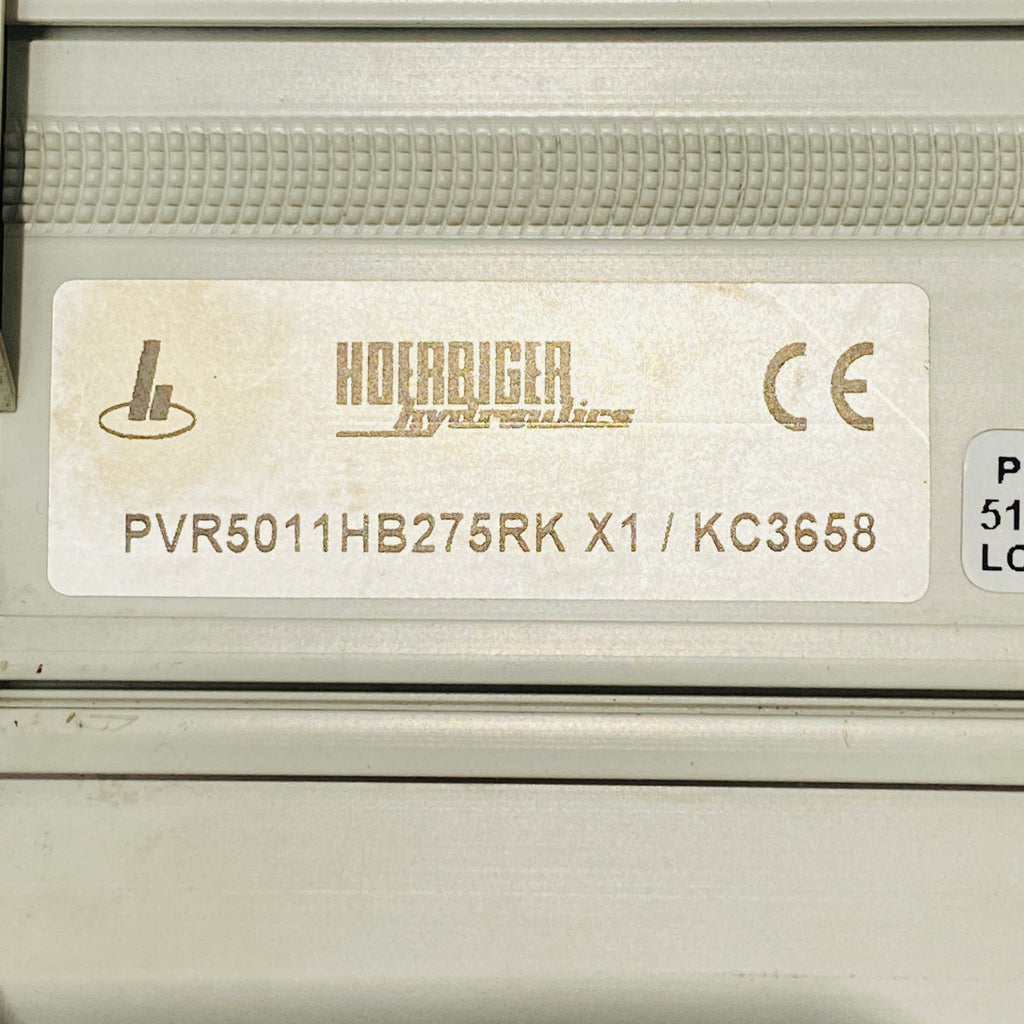 HOERBIGER
hydraulics
CE
PVR5011HB275RK X1 / KC3658
P
51
LO